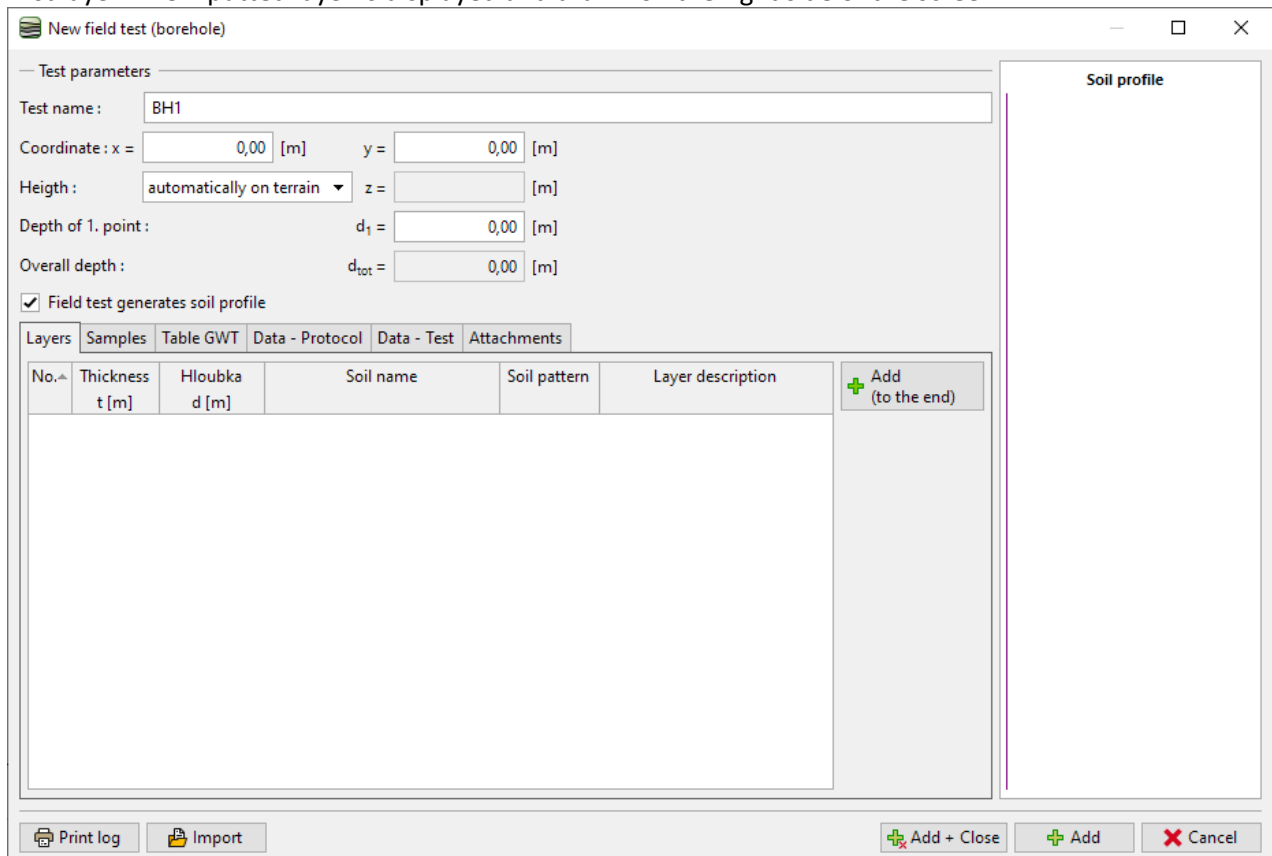 New field test (borehole)
Test parameters
Soil profile
Test name : BH1
Coordinate : x = 0,00 [m] y = 0,00 [m]
Heigth : automatically on terrain z = [m]
Depth of 1. point : d1 = 0,00 [m]
Overall depth : dtot = 0,00 [m]
Field test generates soil profile
Layers Samples Table GWT Data - Protocol Data - Test Attachments
No. Thickness Hloubka Soil name Soil pattern Layer description
t [m] d [m]
Add
(to the end)
Print log Import Add + Close Add Cancel